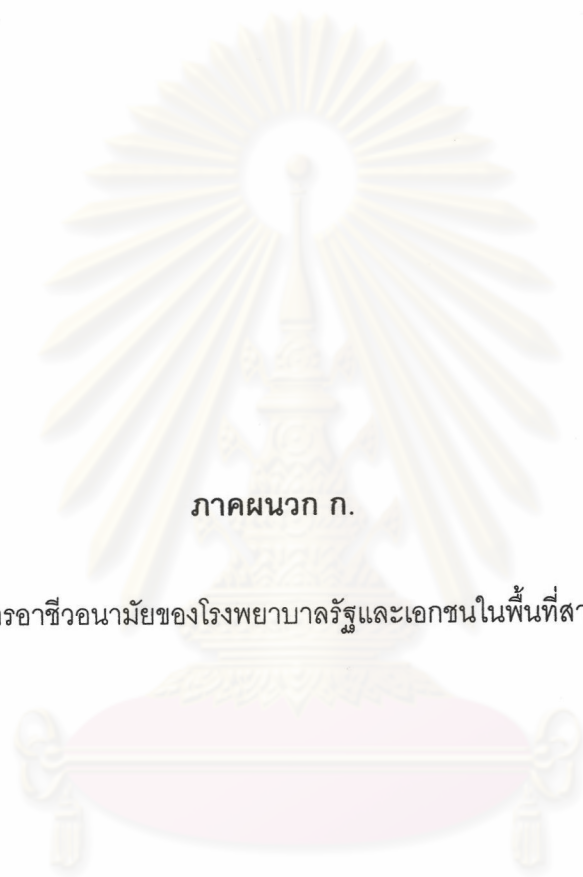 ภาคผนวก ก.
รอาชีวอนามัยของโรงพยาบาลรัฐและเอกชนในพื้นที่